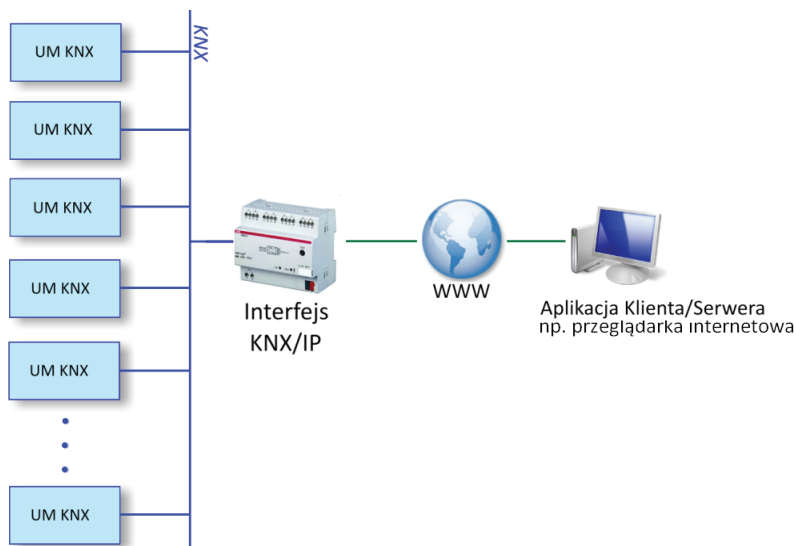 UM KNX
KNX
UM KNX
UM KNX
UM KNX
UM KNX
UM KNX
Interfejs
KNX/IP
WWW
Aplikacja Klienta/Serwera
np. przeglądarka internetowa